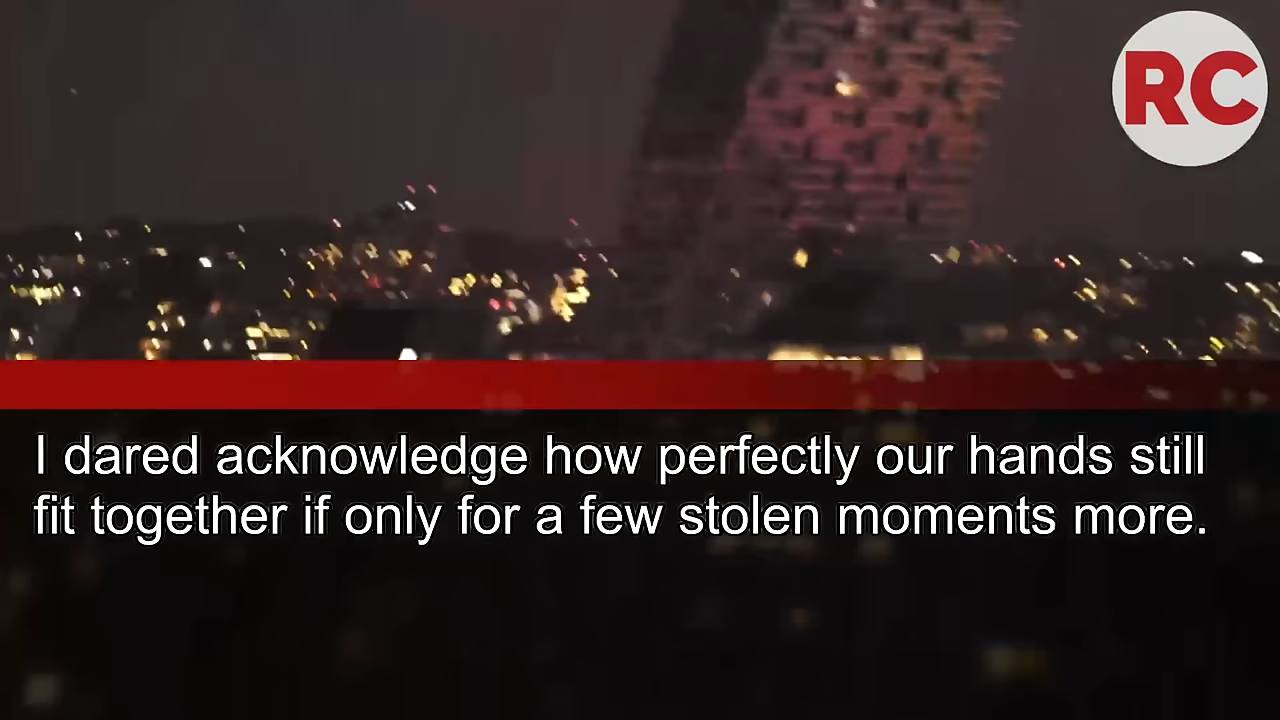 RC
I dared acknowledge how perfectly our hands still
fit together if only for a few stolen moments more.